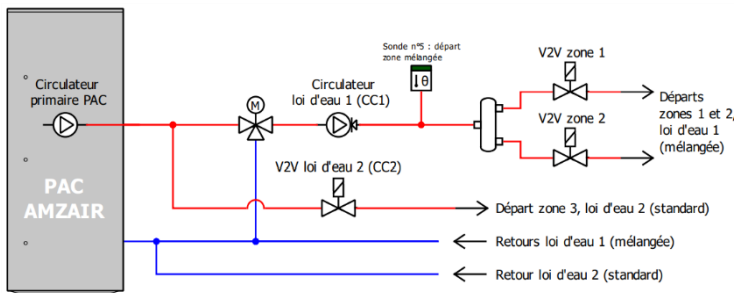 Sonde n°5 : départ
zone mélangée
V2V zone 1
Circulateur
primaire PAC
Circulateur
loi d'eau 1 (CC1)
M
θ
Départs
zones 1 et 2,
loi d'eau 1
(mélangée)
V2V zone 2
V2V loi d'eau 2 (CC2)
PAC
AMZAIR
Départ zone 3, loi d'eau 2 (standard)
Retours loi d'eau 1 (mélangée)
Retour loi d'eau 2 (standard)